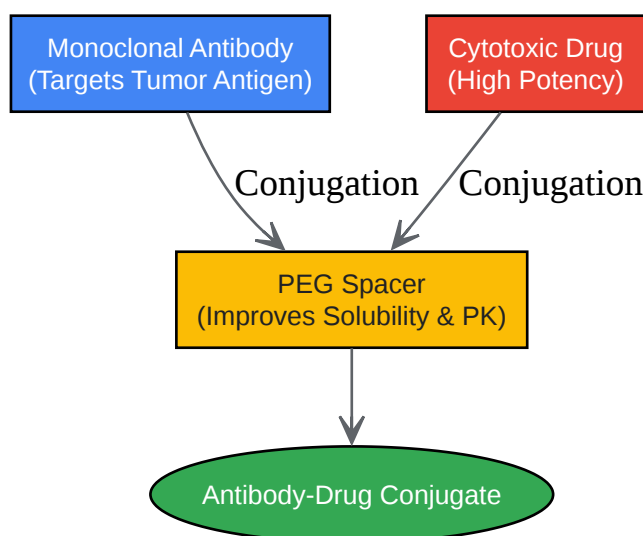 Monoclonal Antibody
(Targets Tumor Antigen)
Cytotoxic Drug
(High Potency)
Conjugation
Conjugation
PEG Spacer
(Improves Solubility & PK)
Antibody-Drug Conjugate